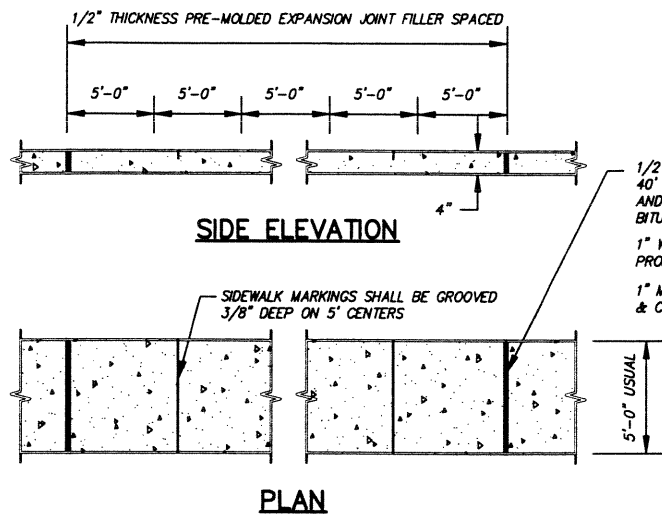 1/2" THICKNESS PRE-MOLDED EXPANSION JOINT FILLER SPACED
5'-0" 5'-0" 5'-0" 5'-0" 5'-0"
4"
SIDE ELEVATION
1/2
40'
AND
BITU
1" W
PRO
1" M
& C
SIDEWALK MARKINGS SHALL BE GROOVED
3/8" DEEP ON 5' CENTERS
5'-0" USUAL
PLAN